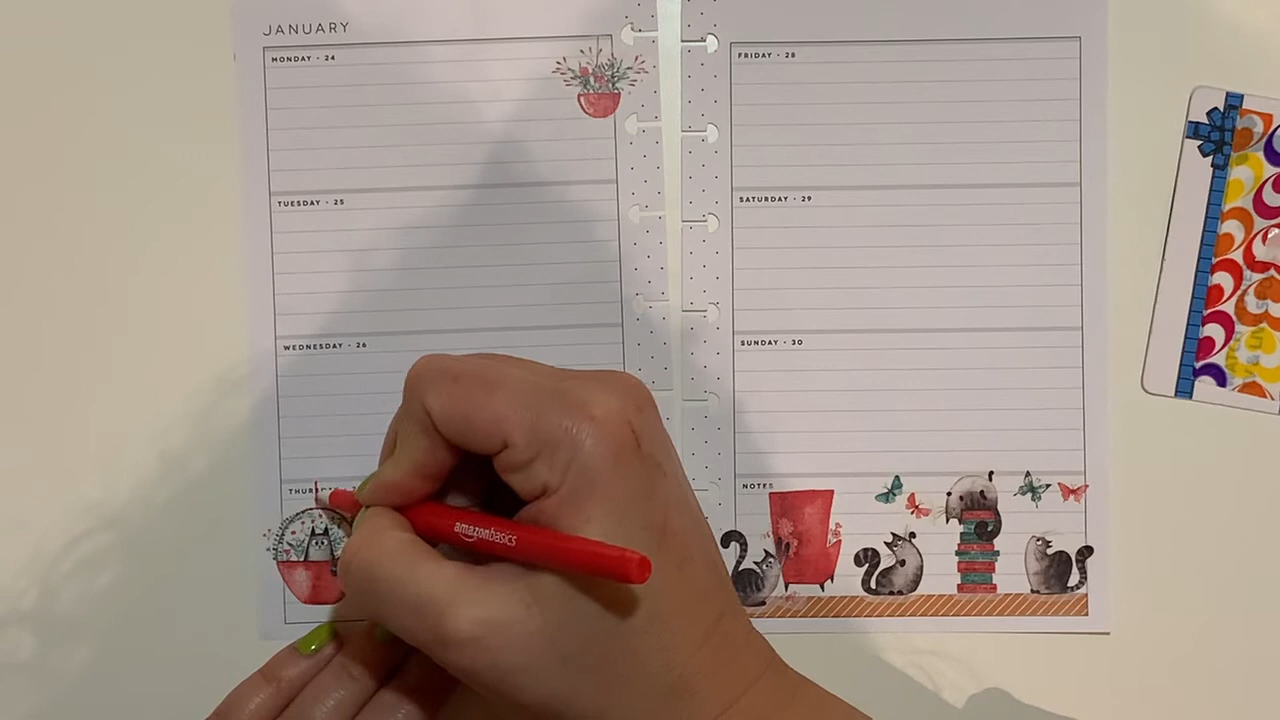 JANUARY
MONDAY • 24
TUESDAY • 25
WEDNESDAY • 26
FRIDAY • 28
SATURDAY • 29
SUNDAY • 30
NOTES
amazonbasics